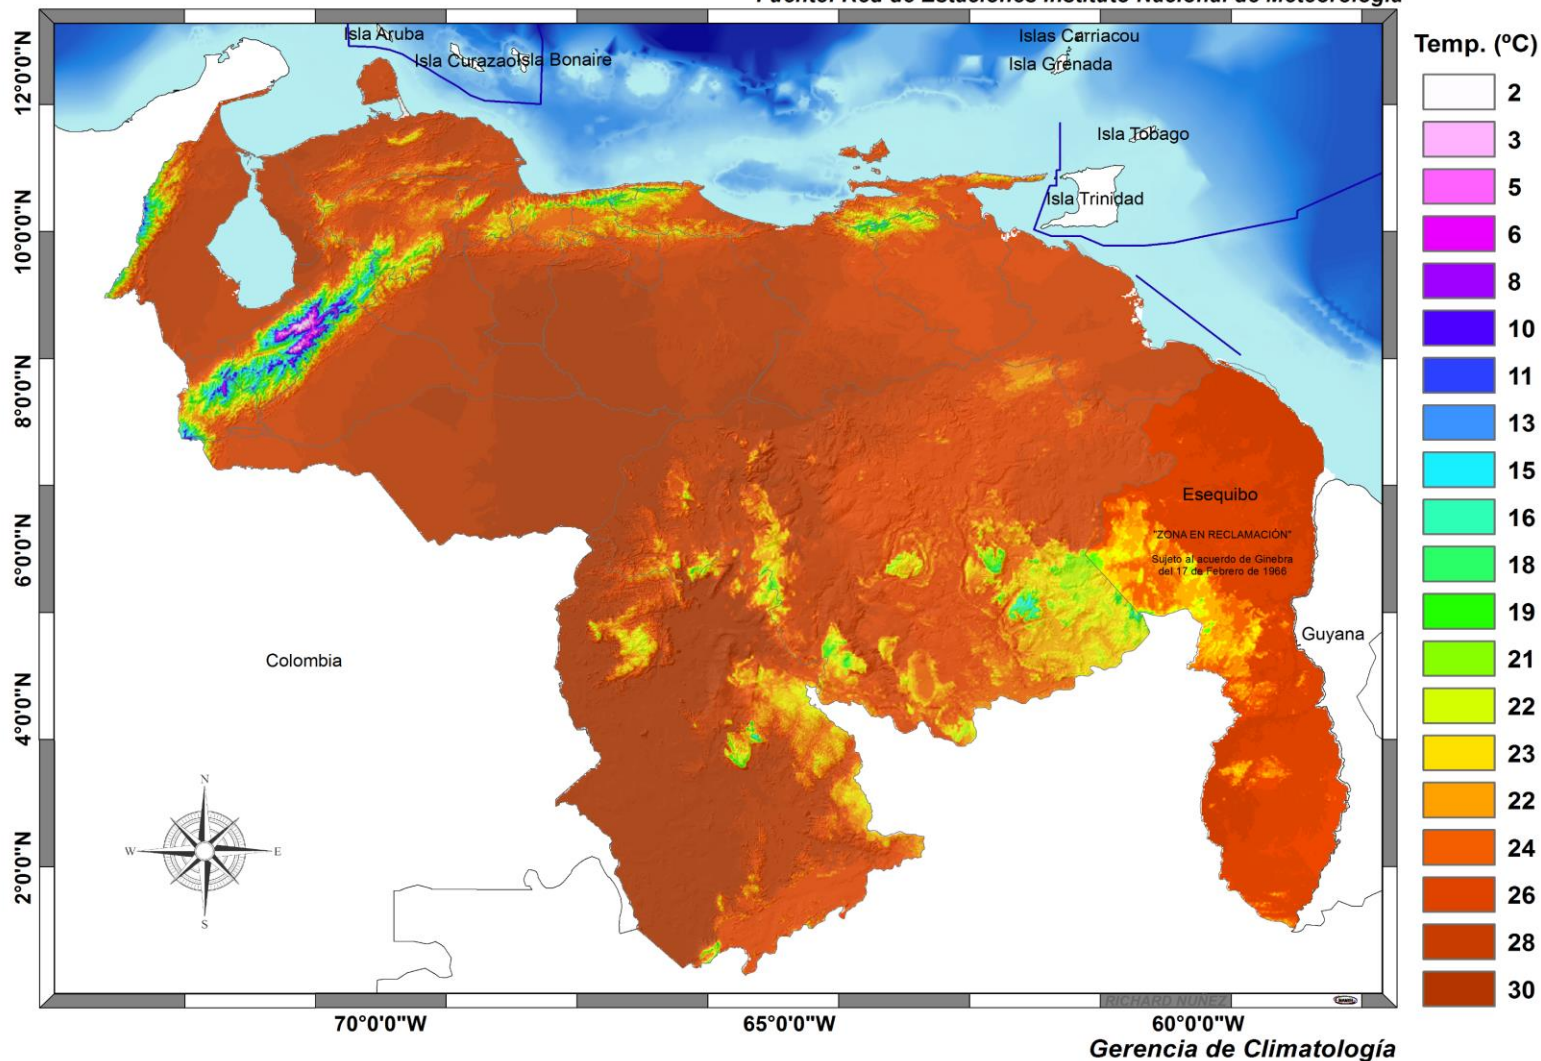 Fuente: Red de Estaciones Instituto Nacional de Meteorología
Isla Aruba
Isla Curazao
Isla Bonaire
Islas Carriacou
Isla Grenada
Isla Tobago
Isla Trinidad
Temp. (ºC)
2
3
5
6
8
10
11
13
15
16
18
19
21
22
23
22
24
26
28
30
12°0'0"N
10°0'0"N
8°0'0"N
6°0'0"N
4°0'0"N
2°0'0"N
Esequibo
"ZONA EN RECLAMACIÓN"
Sujeto al acuerdo de Ginebra
del 17 de Febrero de 1966
Colombia
Guyana
N
W
E
S
RICHARD NUÑEZ
70°0'0"W
65°0'0"W
60°0'0"W
Gerencia de Climatología